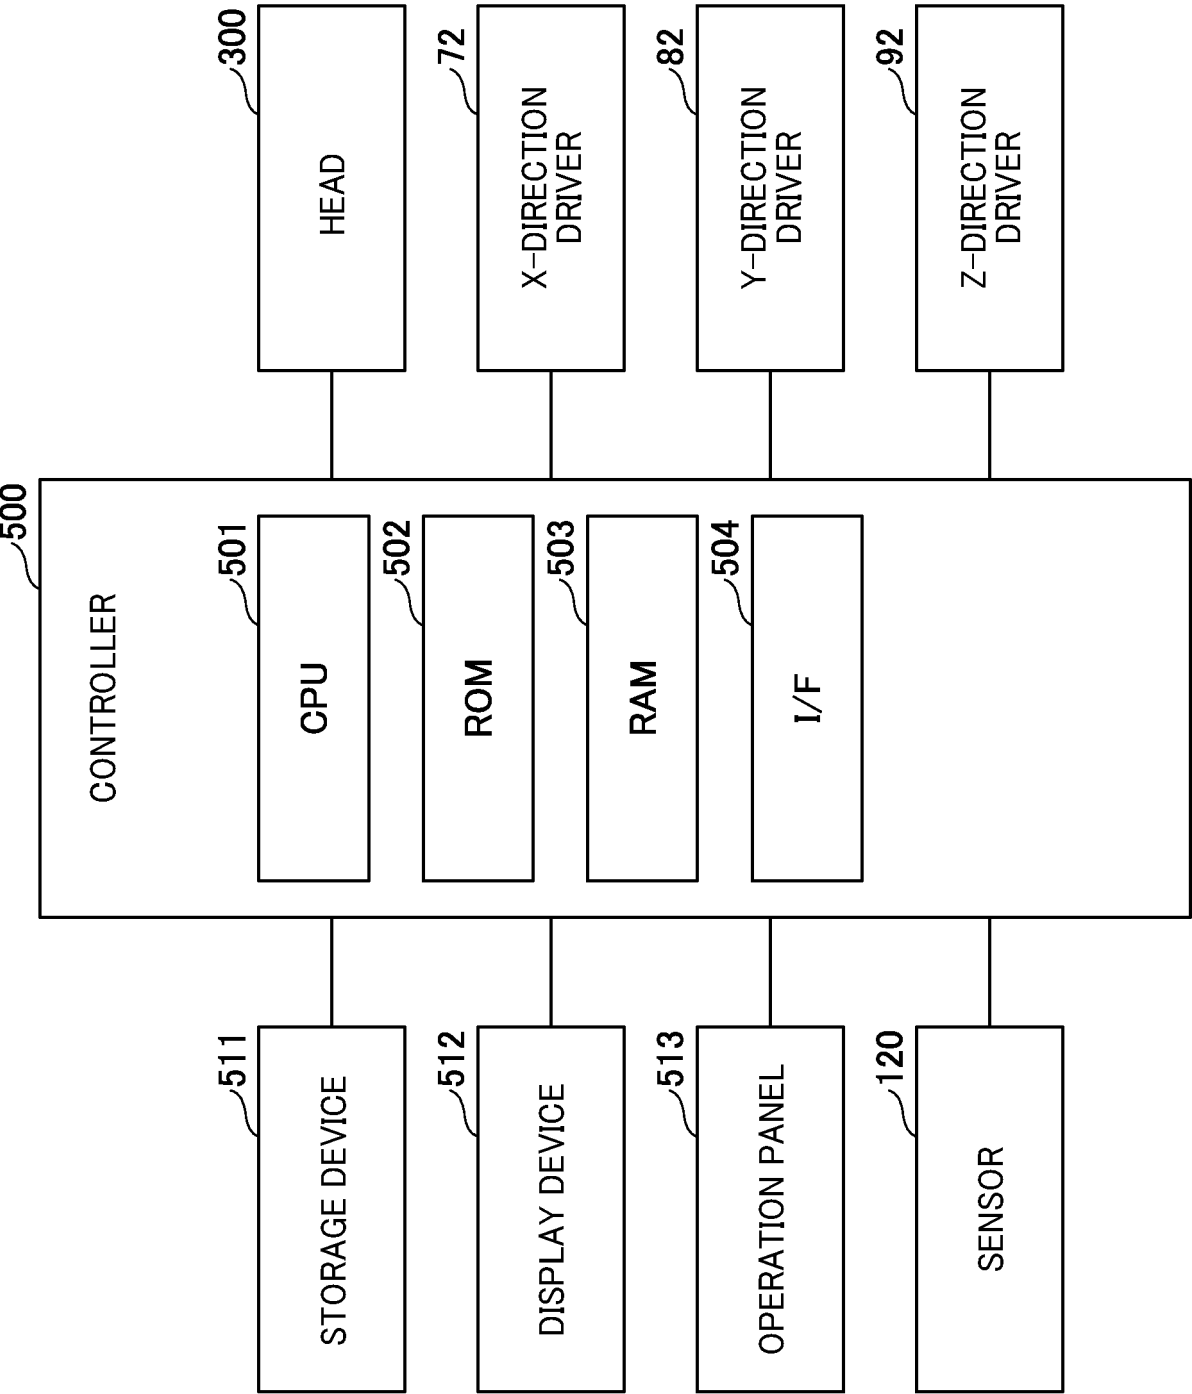 500
CONTROLLER
511
STORAGE DEVICE
501
CPU
300
HEAD
512
DISPLAY DEVICE
502
ROM
72
X-DIRECTION
DRIVER
513
OPERATION PANEL
503
RAM
82
Y-DIRECTION
DRIVER
120
SENSOR
504
I/F
92
Z-DIRECTION
DRIVER